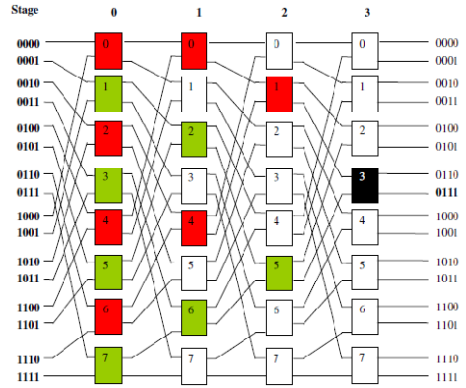 Stage 0 1 2 3
0000 0 0 0 0 0000
0001 0001
0010 1 1 1 1 0010
0011 0011
0100 2 2 2 2 0100
0101 0101
0110 3 3 3 3 0110
0111 0111
1000 4 4 4 4 1000
1001 1001
1010 5 5 5 5 1010
1011 1011
1100 6 6 6 6 1100
1101 1101
1110 7 7 7 7 1110
1111 1111